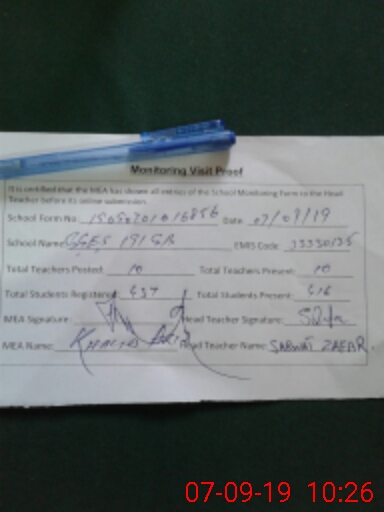 Monitoring Visit Proof
It is certified that the MEA has shown all entries of the School Monitoring Form to the Head
Teacher before its online submission.
School Form No. Date 07/09/19
School Name: GGES 191 GB EMIS Code 33330135
Total Teachers Posted: 10 Total Teachers Present: 10
Total Students Registered: 437 Total Students Present: 416
MEA Signature: Head Teacher Signature:
MEA Name: KHALID Head Teacher Name: SARWAT ZAFAR.
07-09-19 10:26